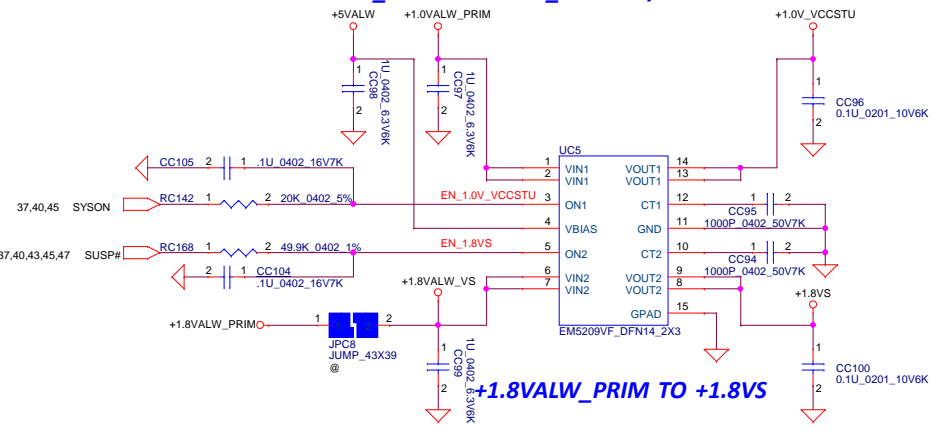 +5VALW
+1.0VALW_PRIM
+1.0V_VCCSTU
1
2
1U_0402_6.3V6K
CC98
1
2
1U_0402_6.3V6K
CC97
1
2
CC96
0.1U_0201_10V6K
UC5
CC105 2 1 .1U_0402_16V7K
1 VIN1 VOUT1 14
2 VIN1 VOUT1 13
37,40,45 SYSON RC142 1 2 20K_0402_5% EN_1.0V_VCCSTU 3 ON1 CT1 12 1 2
CC95
1000P_0402_50V7K
4 VBIAS GND 11
37,40,43,45,47 SUSP# RC168 1 2 49.9K_0402_1% EN_1.8VS 5 ON2 CT2 10 1 2
CC94
1000P_0402_50V7K
2 1 CC104
.1U_0402_16V7K
+1.8VALW_VS
6 VIN2 VOUT2 9
7 VIN2 VOUT2 8
+1.8VS
GPAD 15
EM5209VF_DFN14_2X3
+1.8VALW_PRIM 1 1 2 2
JPC8
JUMP_43X39
@
1
2
1U_0402_6.3V6K
CC99
1
2
CC100
0.1U_0201_10V6K
+1.8VALW_PRIM TO +1.8VS